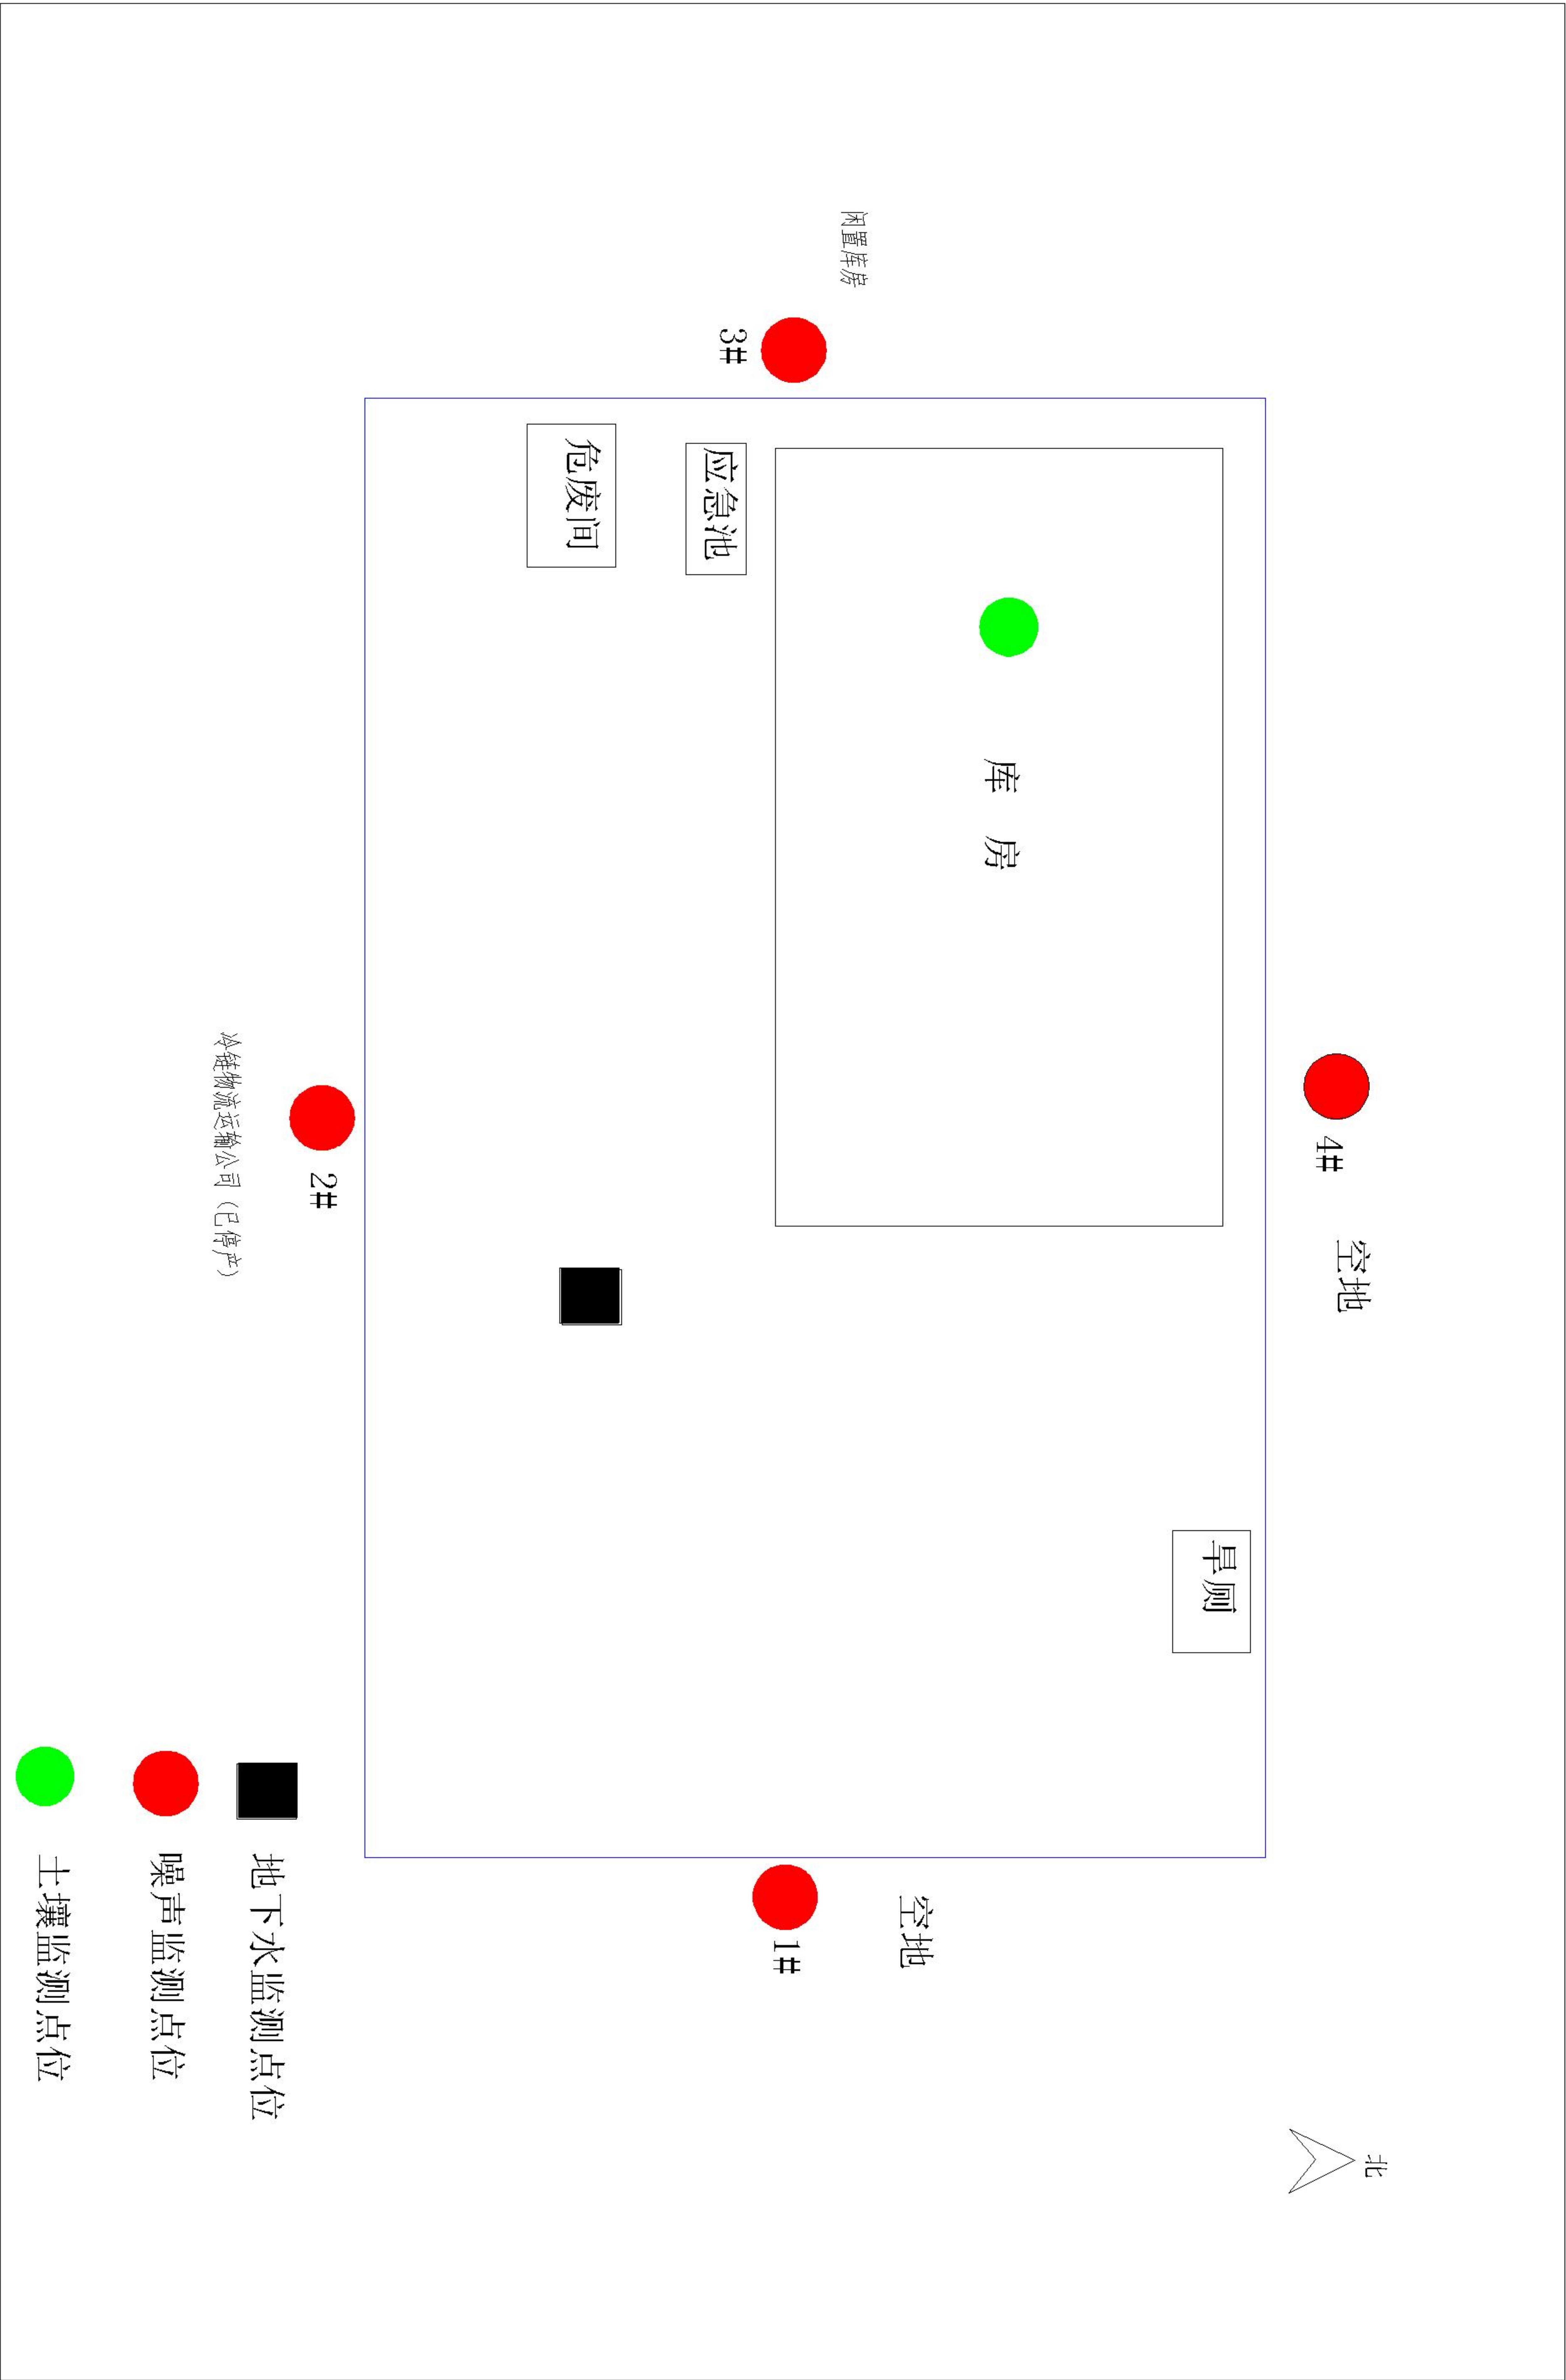 北
空地
4#
闲置库房
3#
库 房
旱厕
空地
1#
应急池
危废间
2#
冷链物流运输公司（已停产）
地下水监测点位
噪声监测点位
土壤监测点位